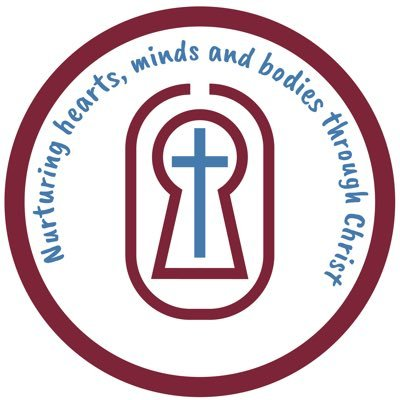 Nurturing hearts, minds and bodies through Christ